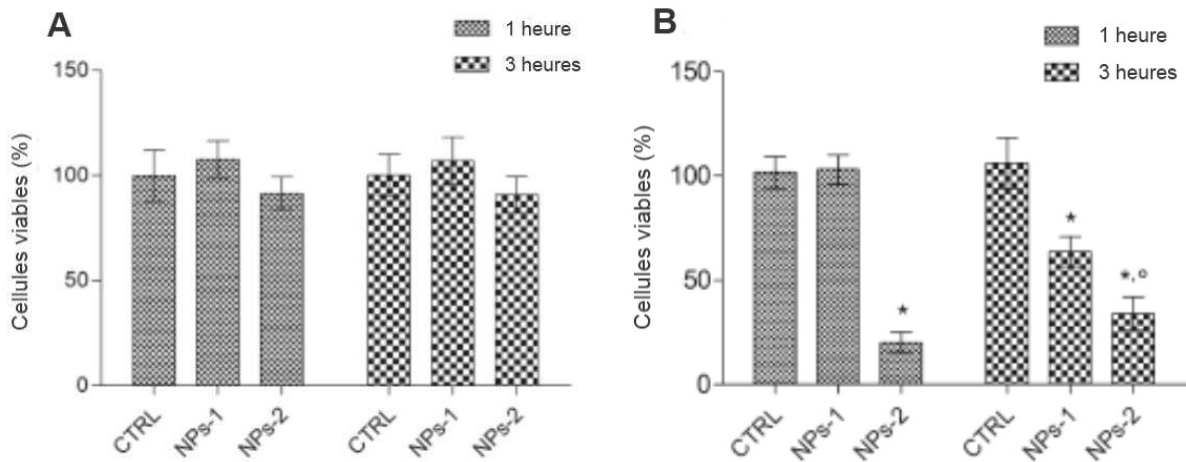 A
1 heure
3 heures
Cellules viables (%)
150
100
50
0
CTRL
NPs-1
NPs-2
CTRL
NPs-1
NPs-2
B
1 heure
3 heures
Cellules viables (%)
150
100
50
0
*
*
*,o
CTRL
NPs-1
NPs-2
CTRL
NPs-1
NPs-2